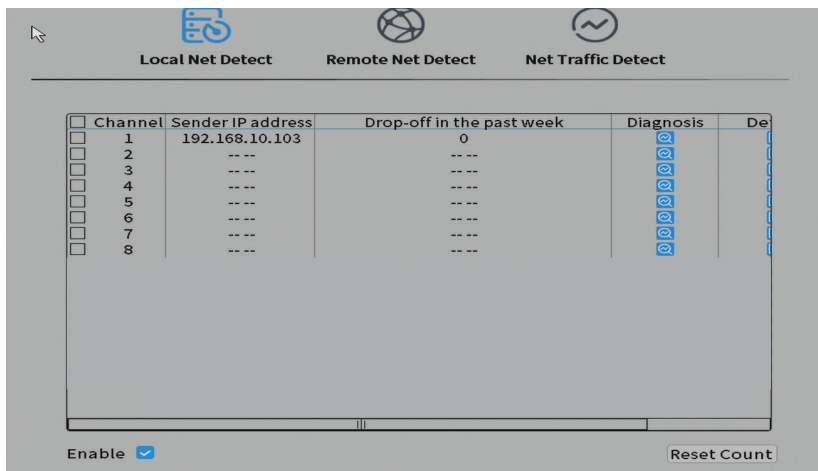 Local Net Detect Remote Net Detect Net Traffic Detect
Channel Sender IP address Drop-off in the past week Diagnosis
1 192.168.10.103 0
2 -- -- -- --
3 -- -- -- --
4 -- -- -- --
5 -- -- -- --
6 -- -- -- --
7 -- -- -- --
8 -- -- -- --
Enable Reset Count